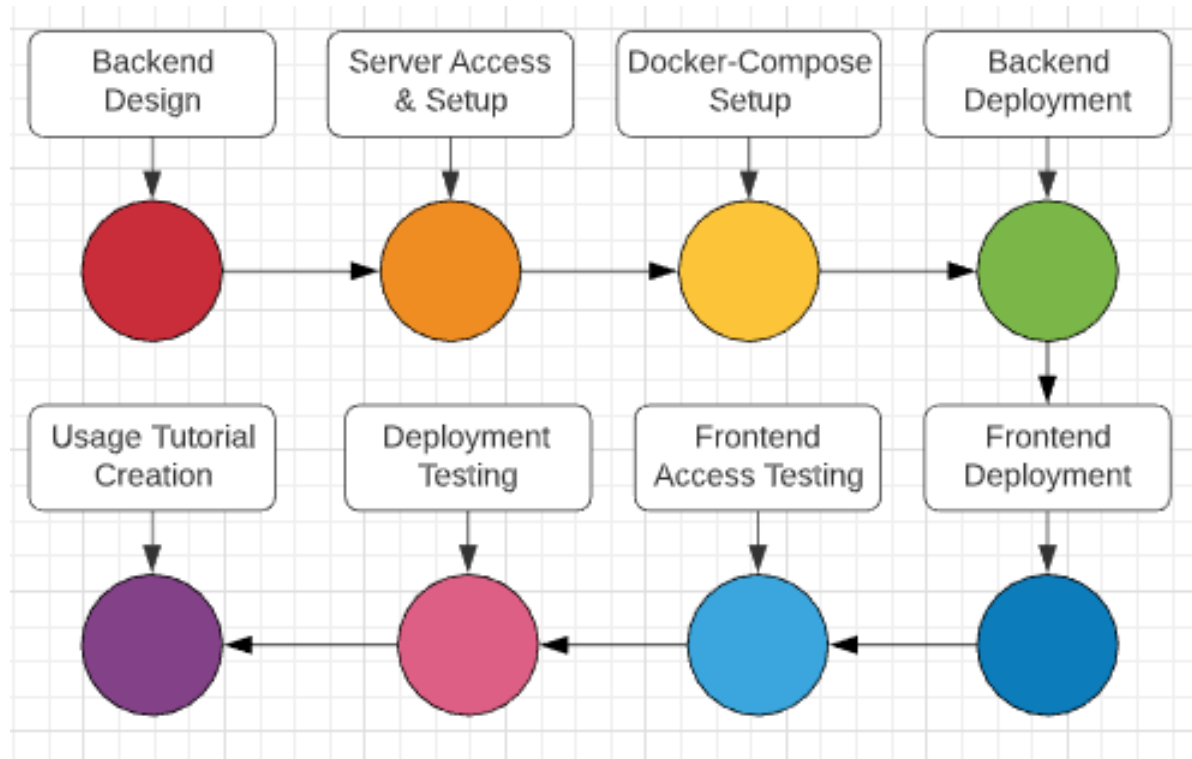 Backend
Design
Server Access
& Setup
Docker-Compose
Setup
Backend
Deployment
Usage Tutorial
Creation
Deployment
Testing
Frontend
Access Testing
Frontend
Deployment